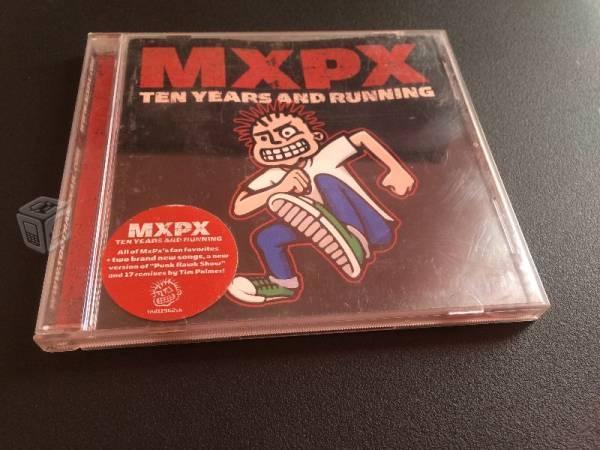 MXPX
TEN YEARS AND RUNNING
MXPX
TEN YEARS AND RUNNING
All of MxPx's fan favorites
+ two brand new songs, a new
version of "Punk Rawk Show"
and 17 remixes by Tim Palmer!